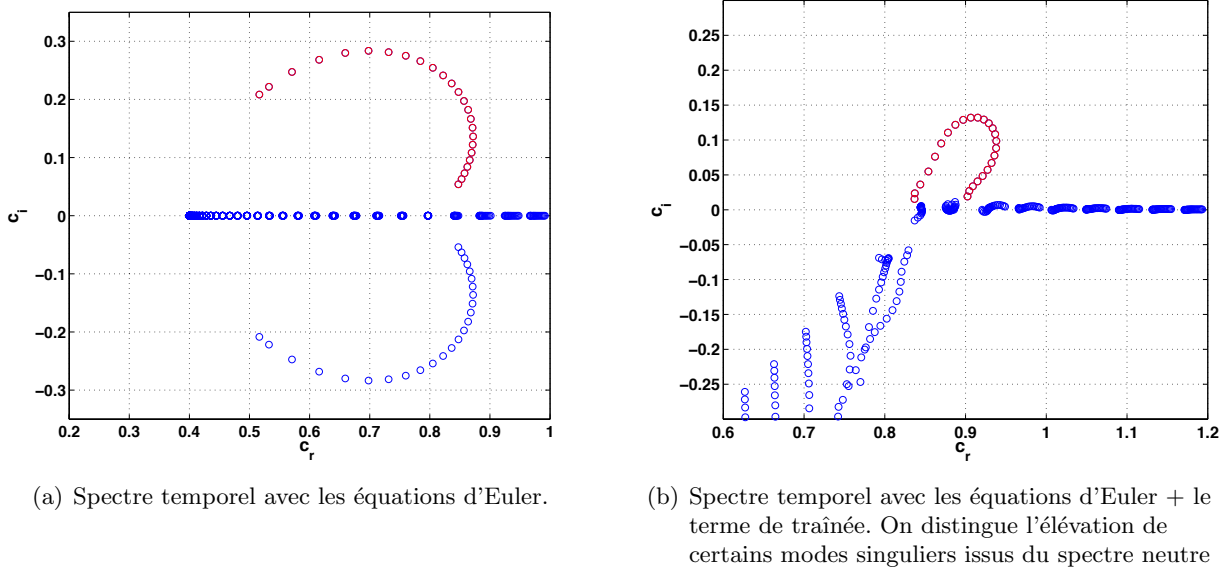 0.3
0.2
0.1
0
−0.1
−0.2
−0.3
c_i
0.2 0.3 0.4 0.5 0.6 0.7 0.8 0.9 1
c_r
(a) Spectre temporel avec les équations d'Euler.
0.25
0.2
0.15
0.1
0.05
0
−0.05
−0.1
−0.15
−0.2
−0.25
c_i
0.6 0.7 0.8 0.9 1 1.1 1.2
c_r
(b) Spectre temporel avec les équations d'Euler + le
terme de traînée. On distingue l'élévation de
certains modes singuliers issus du spectre neutre